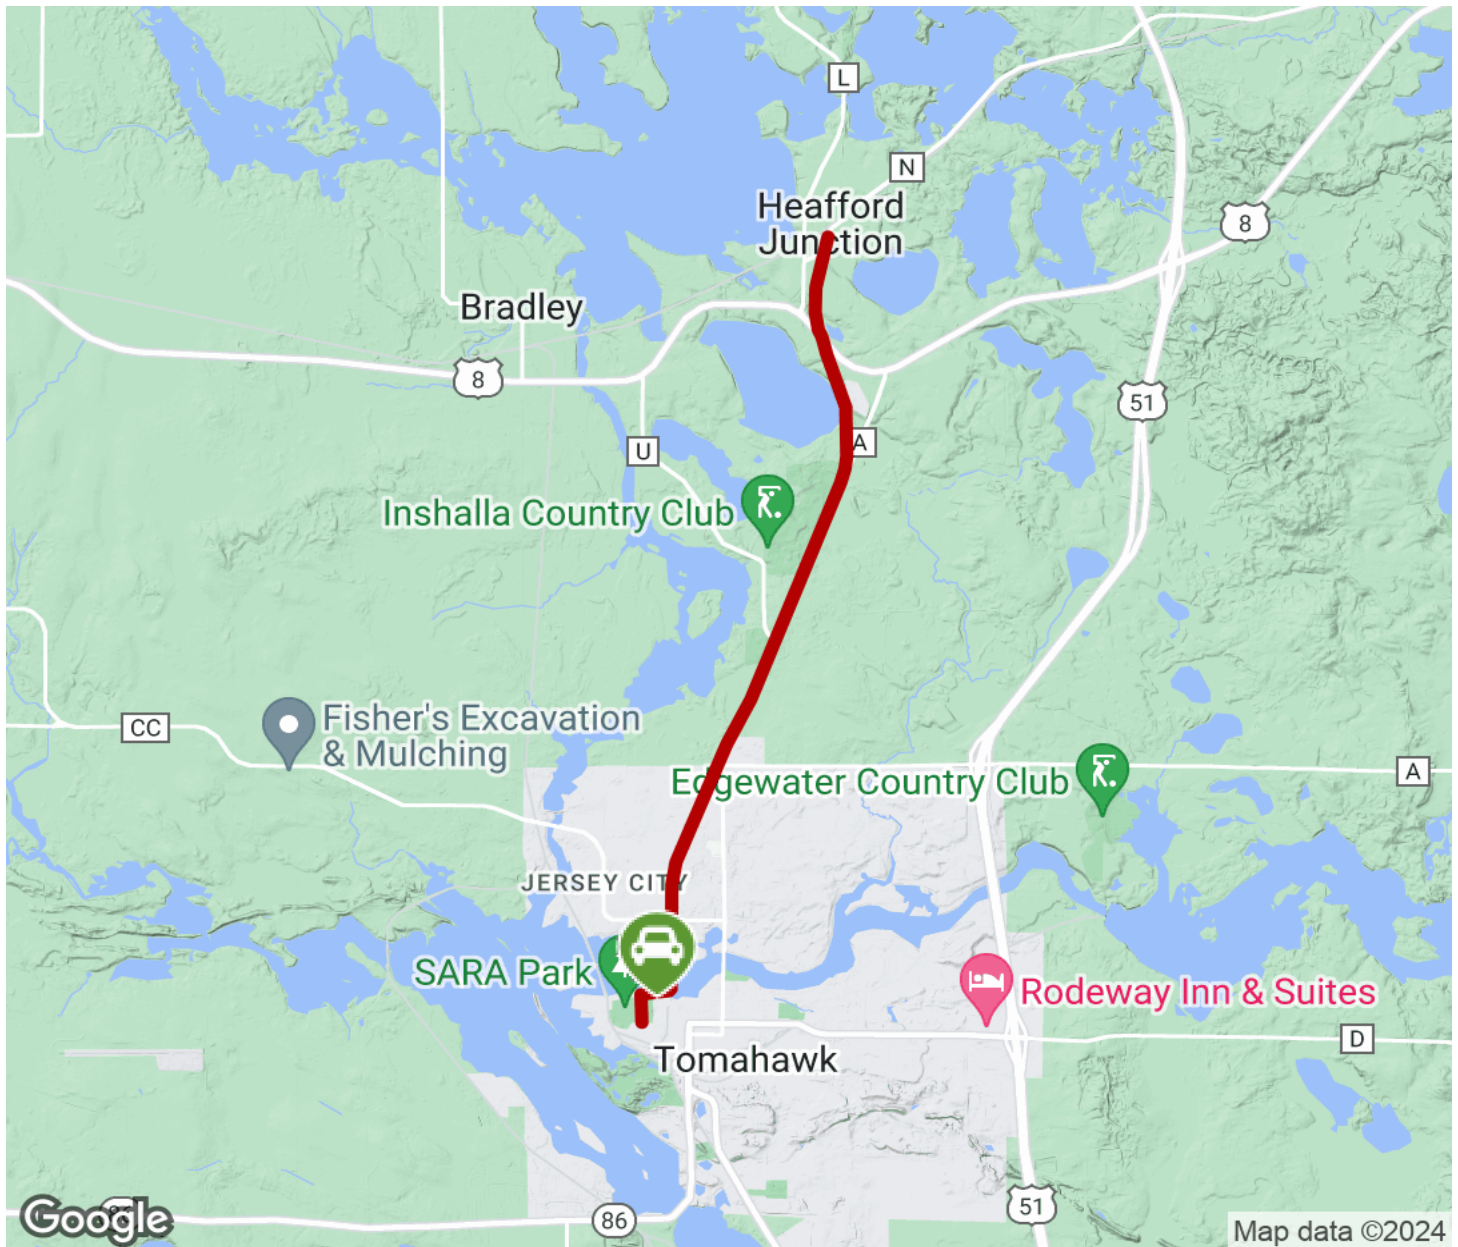 L
N
Heafford
Junction
8
Bradley
8
51
U
A
Inshalla Country Club
CC
Fisher's Excavation
& Mulching
Edgewater Country Club
A
JERSEY CITY
SARA Park
Rodeway Inn & Suites
Tomahawk
D
51
86
Google
Map data ©2024